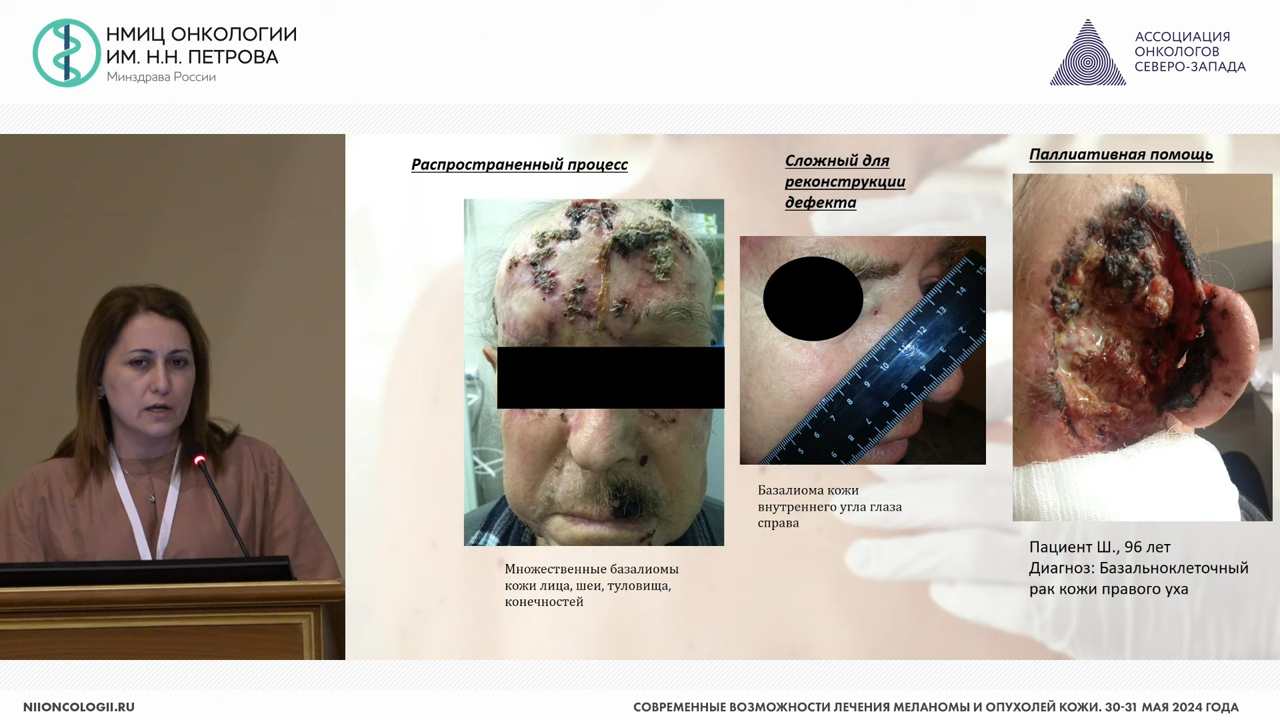 НМИЦ ОНКОЛОГИИ
ИМ. Н.Н. ПЕТРОВА
Минздрава России
АССОЦИАЦИЯ
ОНКОЛОГОВ
СЕВЕРО-ЗАПАДА
Распространенный процесс
Множественные базалиомы
кожи лица, шеи, туловища,
конечностей
Сложный для
реконструкции
дефекта
Базалиома кожи
внутреннего угла глаза
справа
Паллиативная помощь
Пациент Ш., 96 лет
Диагноз: Базальноклеточный
рак кожи правого уха
NIIONCOLOGII.RU
СОВРЕМЕННЫЕ ВОЗМОЖНОСТИ ЛЕЧЕНИЯ МЕЛАНОМЫ И ОПУХОЛЕЙ КОЖИ. 30-31 МАЯ 2024 ГОДА